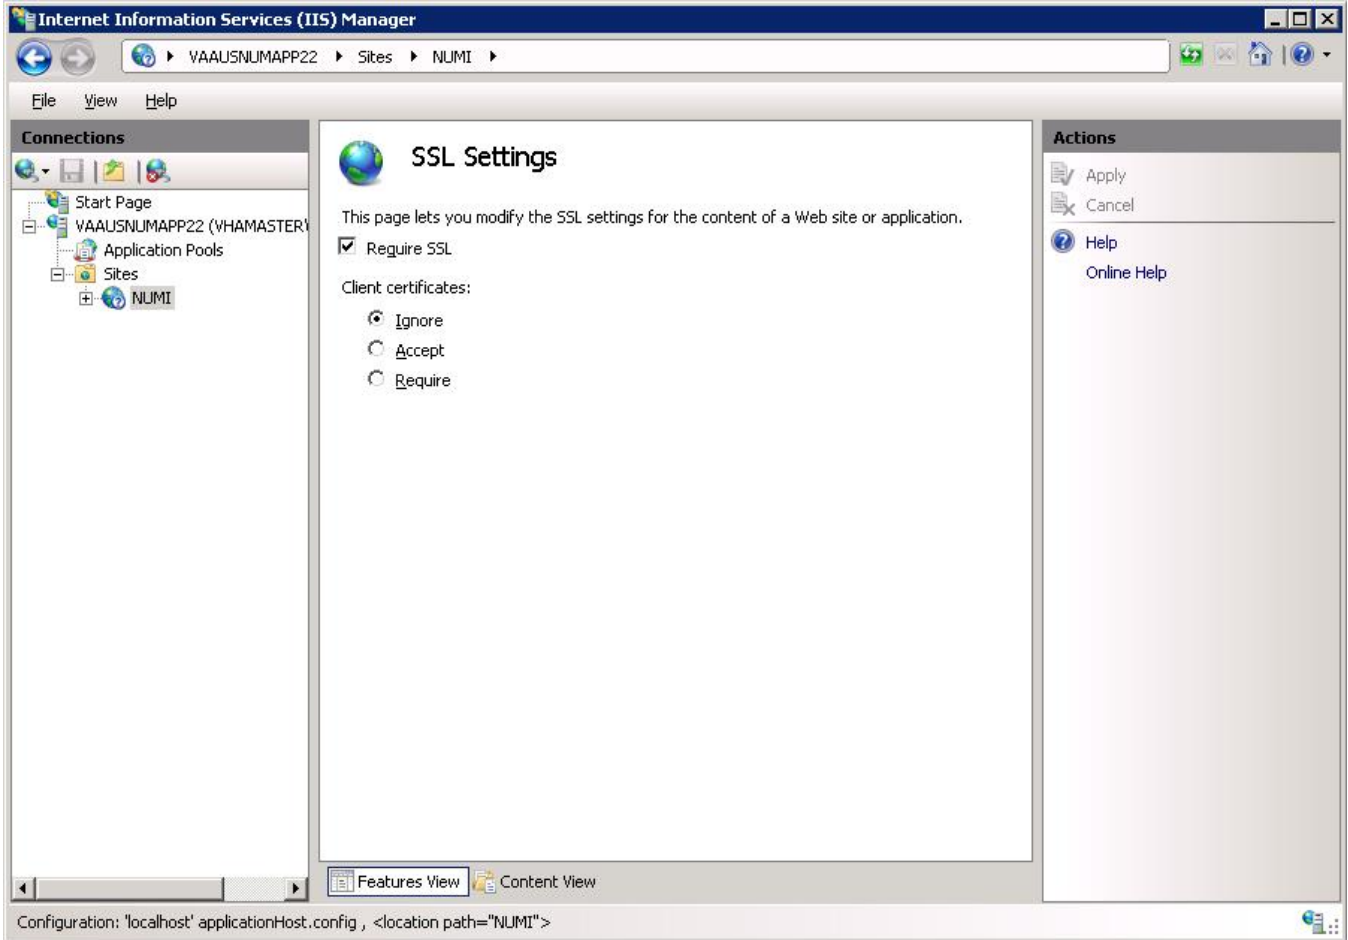 Internet Information Services (IIS) Manager
VAAUSNUMAPP22 Sites NUMI
File View Help
Connections
Start Page
VAAUSNUMAPP22 (VHAMASTER\
Application Pools
Sites
NUMI
SSL Settings
This page lets you modify the SSL settings for the content of a Web site or application.
Require SSL
Client certificates:
Ignore
Accept
Require
Features View Content View
Actions
Apply
Cancel
Help
Online Help
Configuration: 'localhost' applicationHost.config , <location path="NUMI">